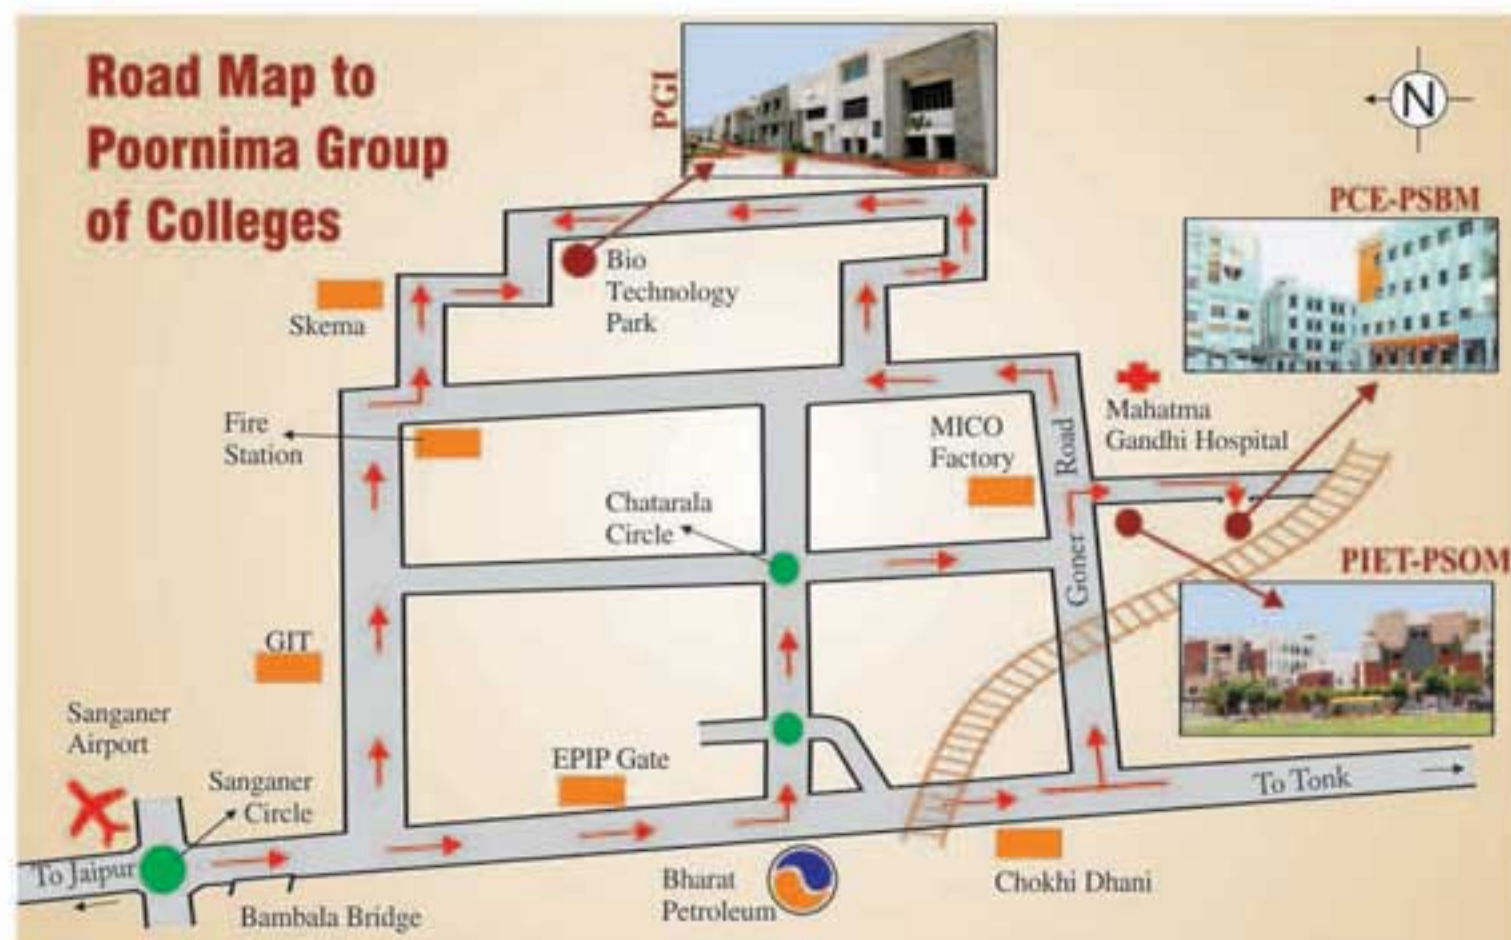 Road Map to
Poornima Group
of Colleges
PGI
N
PCE-PSBM
Bio
Technology
Park
Skema
Fire
Station
MICO
Factory
Mahatma
Gandhi Hospital
Chatarala
Circle
Goner Road
PIET-PSOM
GIT
Sanganer
Airport
Sanganer
Circle
EPIP Gate
To Tonk
To Jaipur
Bambala Bridge
Bharat
Petroleum
Chokhi Dhani